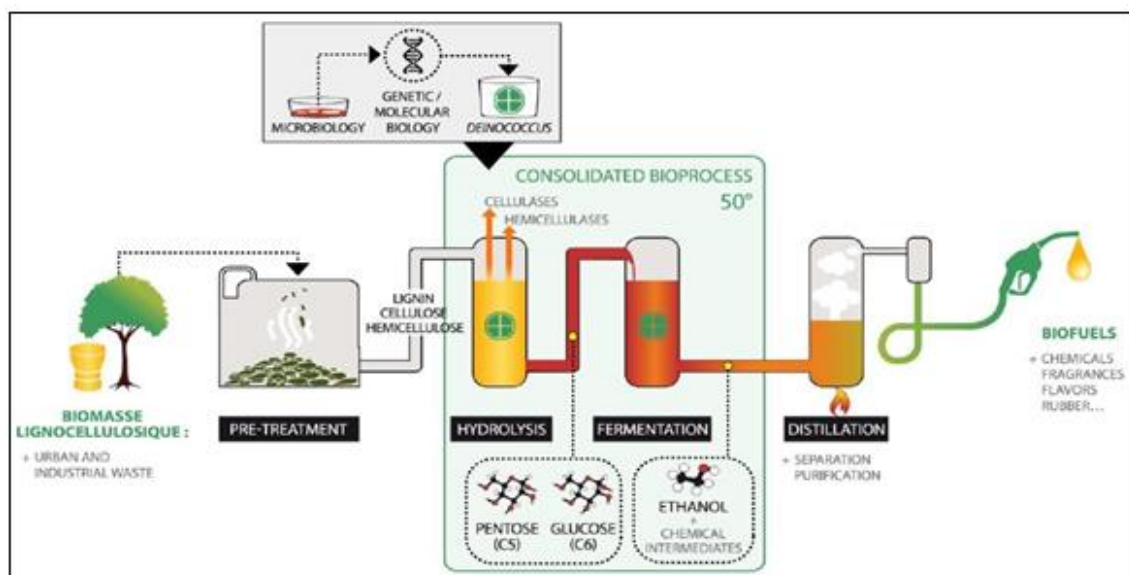 MICROBIOLOGY
GENETIC /
MOLECULAR
BIOLOGY
DEINOCOCCUS
CONSOLIDATED BIOPROCESS
50°
CELLULASES
HEMICELLULASES
LIGNIN
CELLULOSE
HEMICELLULOSE
BIOMASSE
LIGNOCELLULOSIQUE :
+ URBAN AND
INDUSTRIAL WASTE
PRE-TREATMENT
HYDROLYSIS
FERMENTATION
DISTILLATION
+ SEPARATION
PURIFICATION
BIOFUELS
+ CHEMICALS
FRAGRANCES
FLAVORS
RUBBER...
PENTOSE
(C5)
GLUCOSE
(C6)
ETHANOL
+
CHEMICAL
INTERMEDIATES